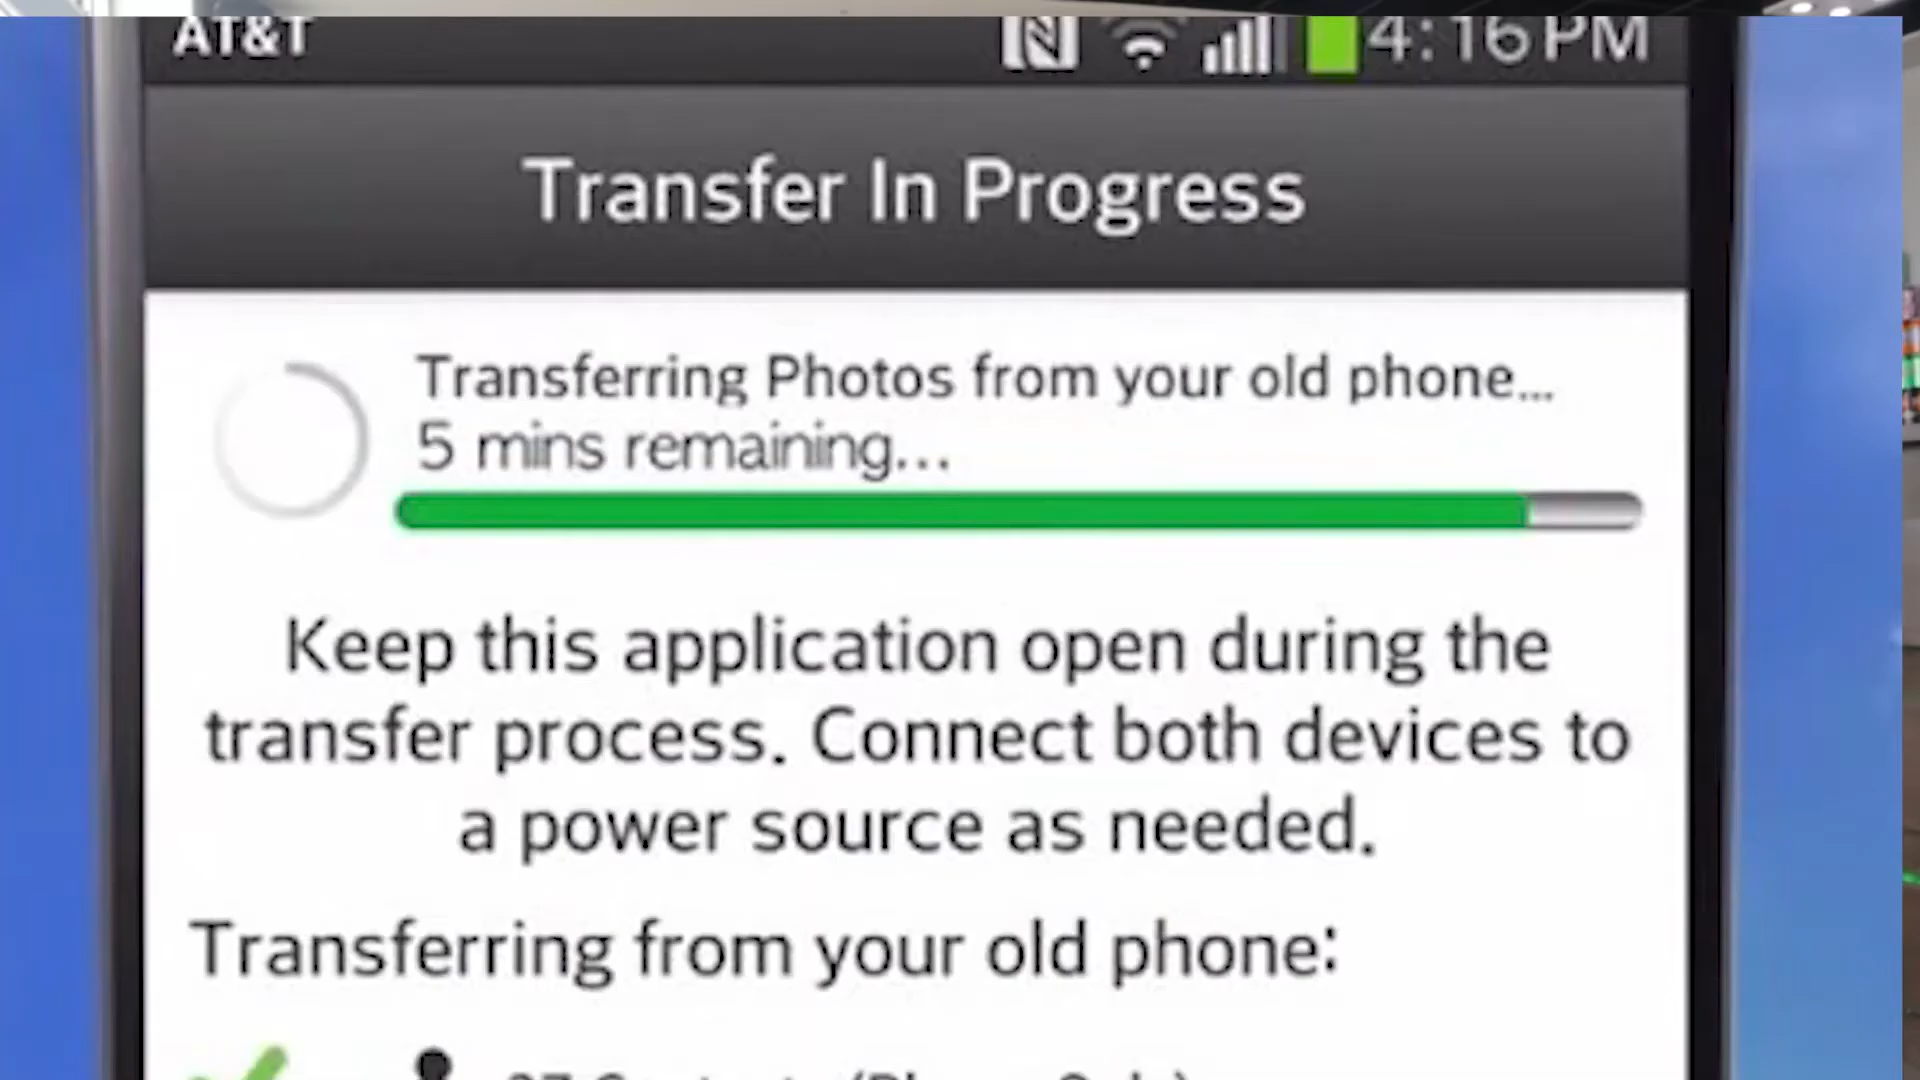 AT&T 4:16 PM
Transfer In Progress
Transferring Photos from your old phone...
5 mins remaining...
Keep this application open during the
transfer process. Connect both devices to
a power source as needed.
Transferring from your old phone: